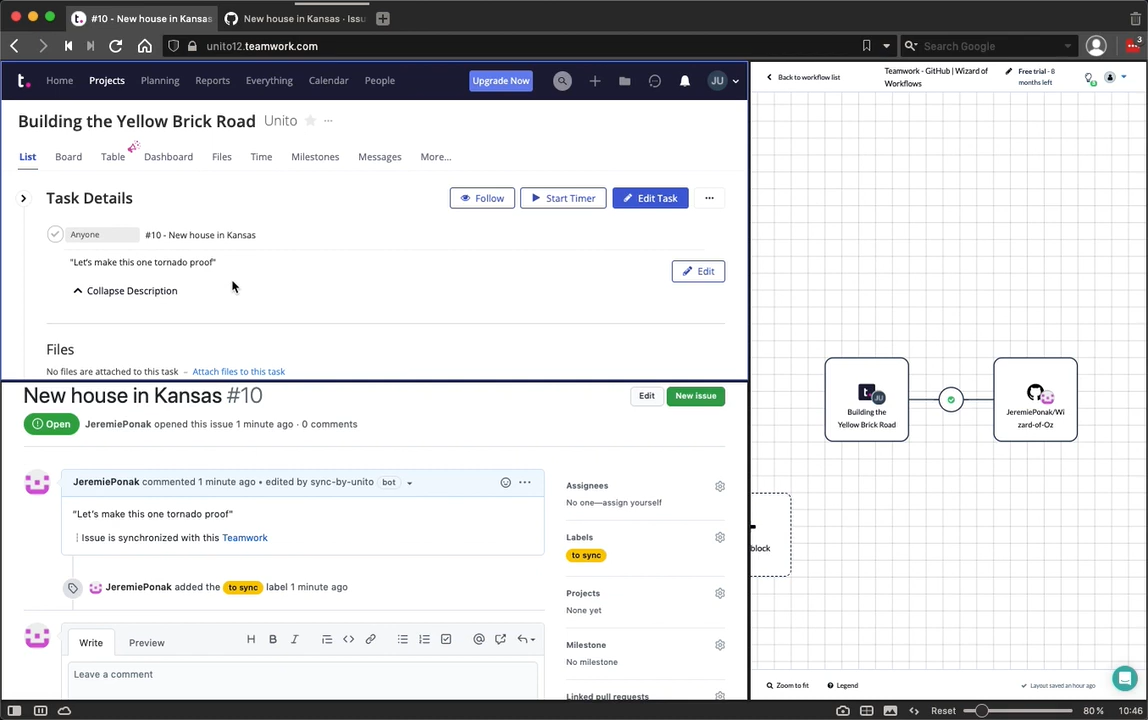 #10 - New house in Kansas
New house in Kansas · Issu
unito12.teamwork.com
Search Google
3
t.
Home
Projects
Planning
Reports
Everything
Calendar
People
Upgrade Now
JU
Building the Yellow Brick Road
Unito
List
Board
Table
Dashboard
Files
Time
Milestones
Messages
More...
Task Details
Follow
Start Timer
Edit Task
Anyone
#10 - New house in Kansas
"Let's make this one tornado proof"
Edit
Collapse Description
Files
No files are attached to this task – Attach files to this task
New house in Kansas #10
Edit
New issue
Open
JeremiePonak opened this issue 1 minute ago · 0 comments
JeremiePonak commented 1 minute ago • edited by sync-by-unito bot
"Let's make this one tornado proof"
Issue is synchronized with this Teamwork
JeremiePonak added the to sync label 1 minute ago
Write
Preview
H B I
Leave a comment
Assignees
No one—assign yourself
Labels
to sync
Projects
None yet
Milestone
No milestone
Linked pull requests
Back to workflow list
Teamwork - GitHub | Wizard of
Workflows
Free trial - 8
months left
Building the
Yellow Brick Road
JU
JeremiePonak/Wi
zard-of-Oz
block
Zoom to fit
Legend
Layout saved an hour ago
Reset
80 %
10:46